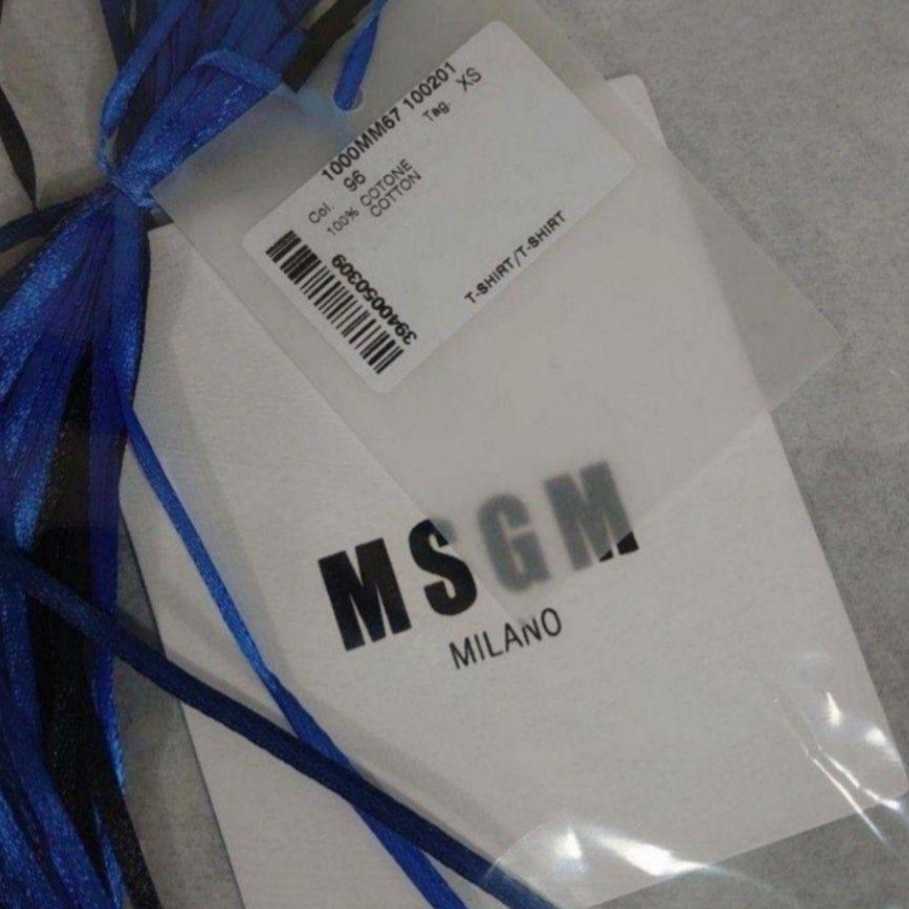 1000MM67 100201
Tag. XS
Col. 96
100% COTONE
COTTON
3940050309
T-SHIRT/T-SHIRT
MSGM
MILANO